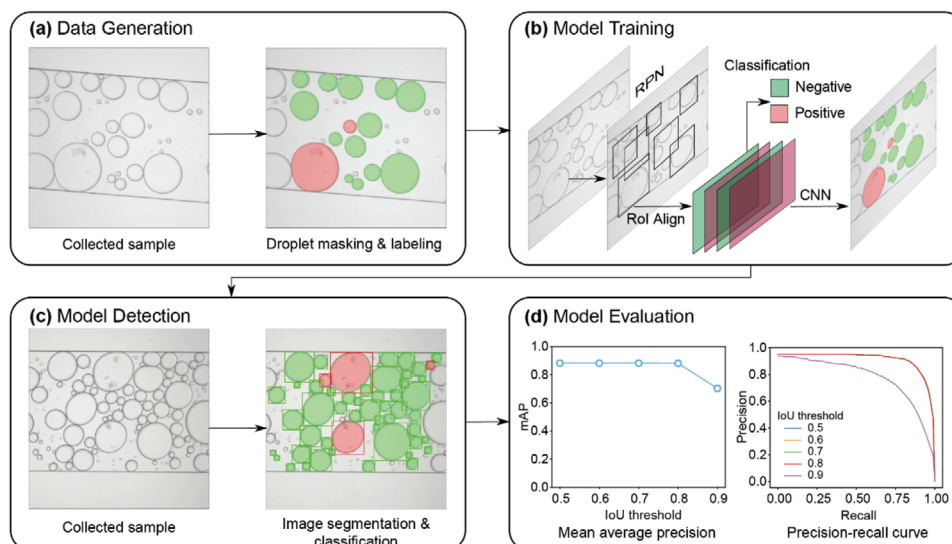 (a) Data Generation
Collected sample
Droplet masking & labeling
(b) Model Training
RPN
Classification
Negative
Positive
RoI Align
CNN
(c) Model Detection
Collected sample
Image segmentation &
classification
(d) Model Evaluation
1.0
0.8
0.6
0.4
0.2
0.0
mAP
0.5 0.6 0.7 0.8 0.9
IoU threshold
Mean average precision
1.0
0.8
0.6
0.4
0.2
0.0
Precision
IoU threshold
0.5
0.6
0.7
0.8
0.9
0.00 0.25 0.50 0.75 1.00
Recall
Precision-recall curve